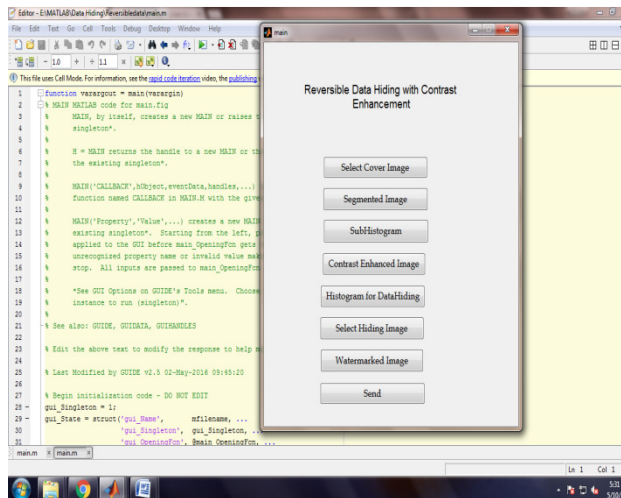 Editor - E:\MATLAB\Data Hiding\Reversibledata\main.m
File Edit Text Go Cell Tools Debug Desktop Window Help
- 1.0 + ÷ 1.1 ×
This file uses Cell Mode. For information, see the rapid code iteration video, the publishing
1 function varargout = main(varargin)
2 % MAIN MATLAB code for main.fig
3 % MAIN, by itself, creates a new MAIN or raises t
4 % singleton*.
5 %
6 % H = MAIN returns the handle to a new MAIN or th
7 % the existing singleton*.
8 %
9 % MAIN('CALLBACK',hObject,eventData,handles,...)
10 % function named CALLBACK in MAIN.M with the give
11 %
12 % MAIN('Property','Value',...) creates a new MAIN
13 % existing singleton*. Starting from the left, p
14 % applied to the GUI before main_OpeningFcn gets
15 % unrecognized property name or invalid value mak
16 % stop. All inputs are passed to main_OpeningFcn
17 %
18 % *See GUI Options on GUIDE's Tools menu. Choose
19 % instance to run (singleton)".
20 %
21 % See also: GUIDE, GUIDATA, GUIHANDLES
22
23 % Edit the above text to modify the response to help m
24
25 % Last Modified by GUIDE v2.5 02-May-2016 09:45:20
26
27 % Begin initialization code - DO NOT EDIT
28 - gui_Singleton = 1;
29 - gui_State = struct('gui_Name', mfilename, ...
30 'gui_Singleton', gui_Singleton, ...
31 'gui_OpeningFcn', @main_OpeningFcn, ...
main
Reversible Data Hiding with Contrast
Enhancement
Select Cover Image
Segmented Image
SubHistogram
Contrast Enhanced Image
Histogram for DataHiding
Select Hiding Image
Watermarked Image
Send
main.m × main.m ×
Ln 1 Col 1
5:31